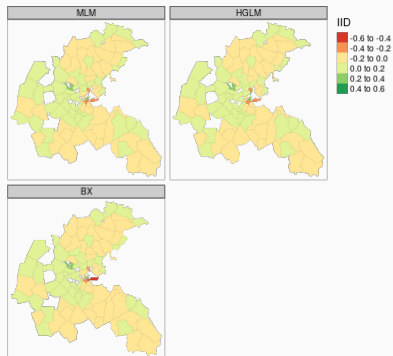 MLM
HGLM
IID
-0.6 to -0.4
-0.4 to -0.2
-0.2 to 0.0
0.0 to 0.2
0.2 to 0.4
0.4 to 0.6
BX